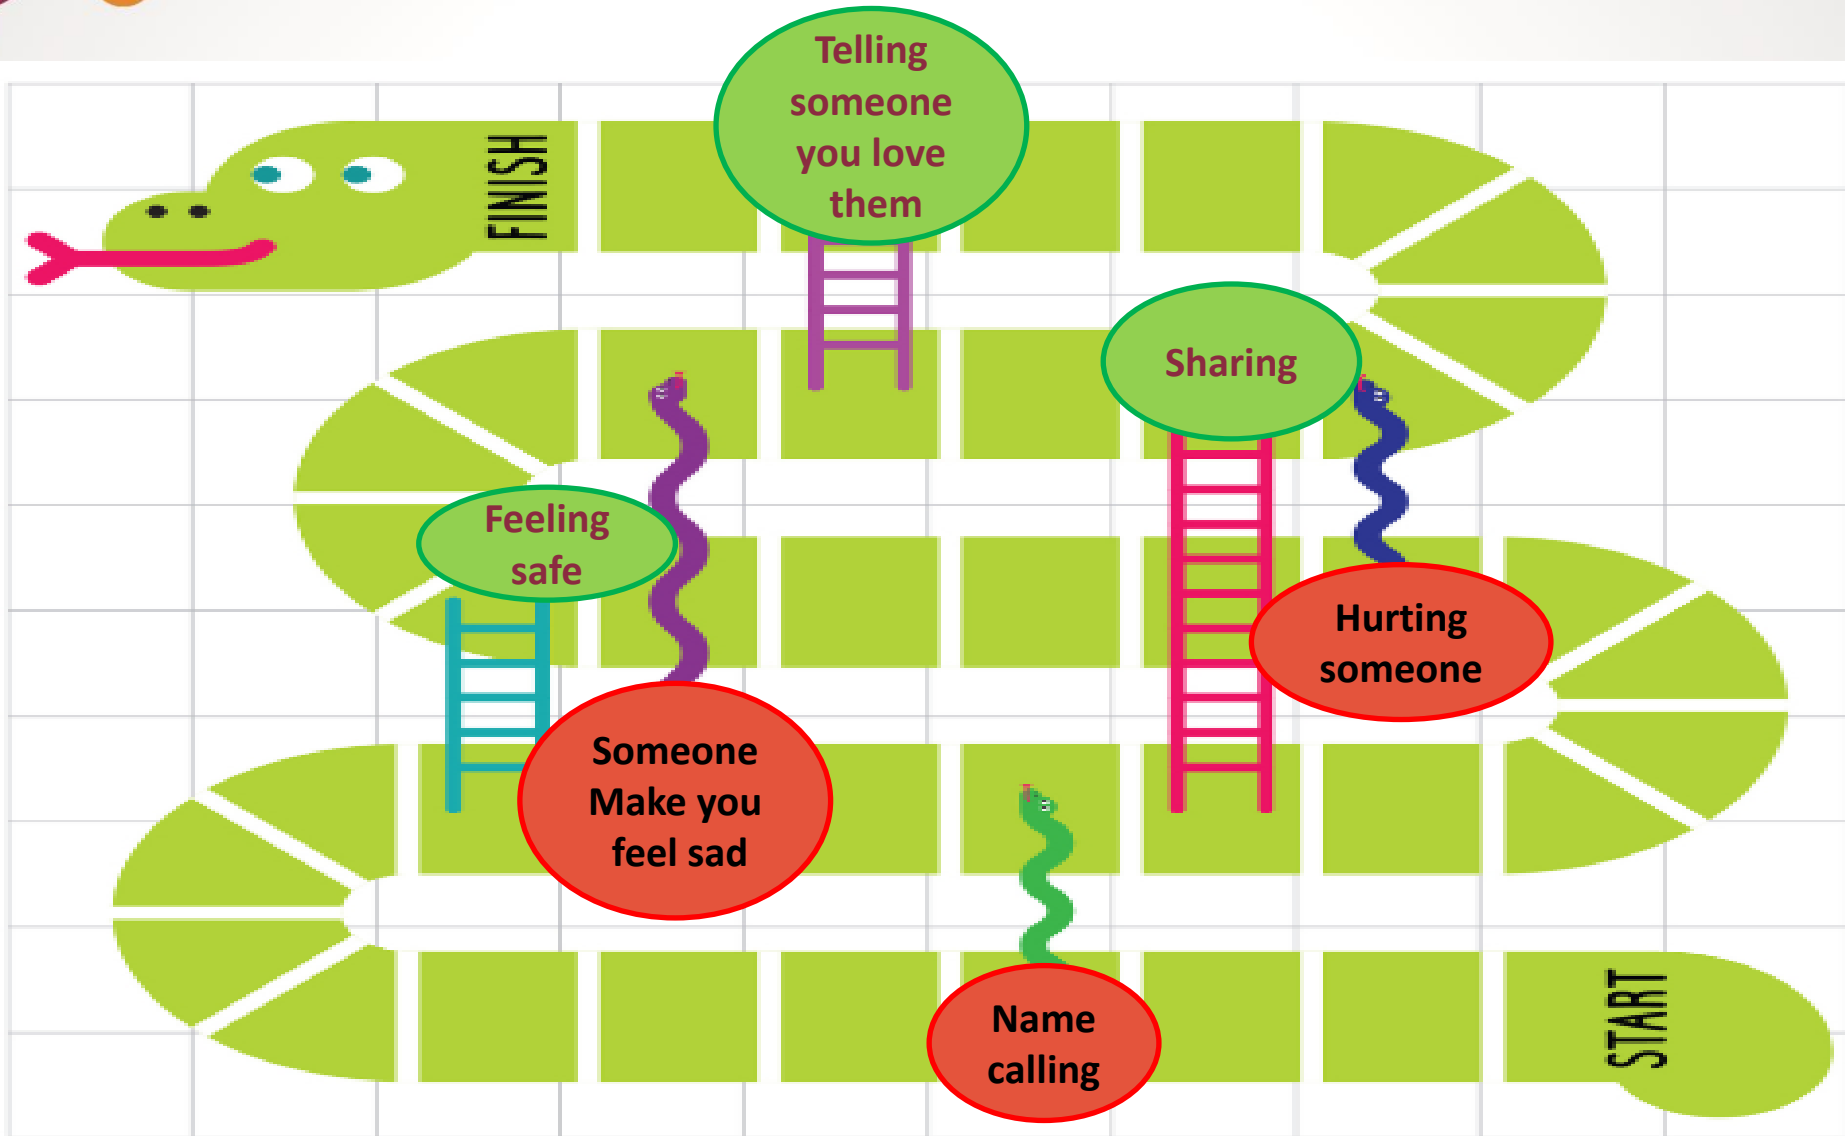 Telling
someone
you love
them
FINISH
Sharing
Feeling
safe
Hurting
someone
Someone
Make you
feel sad
Name
calling
START